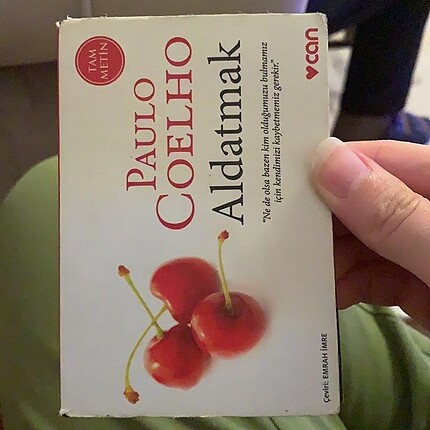 TAM
METİN
PAULO
COELHO
Aldatmak
"Ne de olsa bazen kim olduğumuzu bulmamız
için kendimizi kaybetmemiz gerekir."
can
Çeviri: EMRAH İMRE